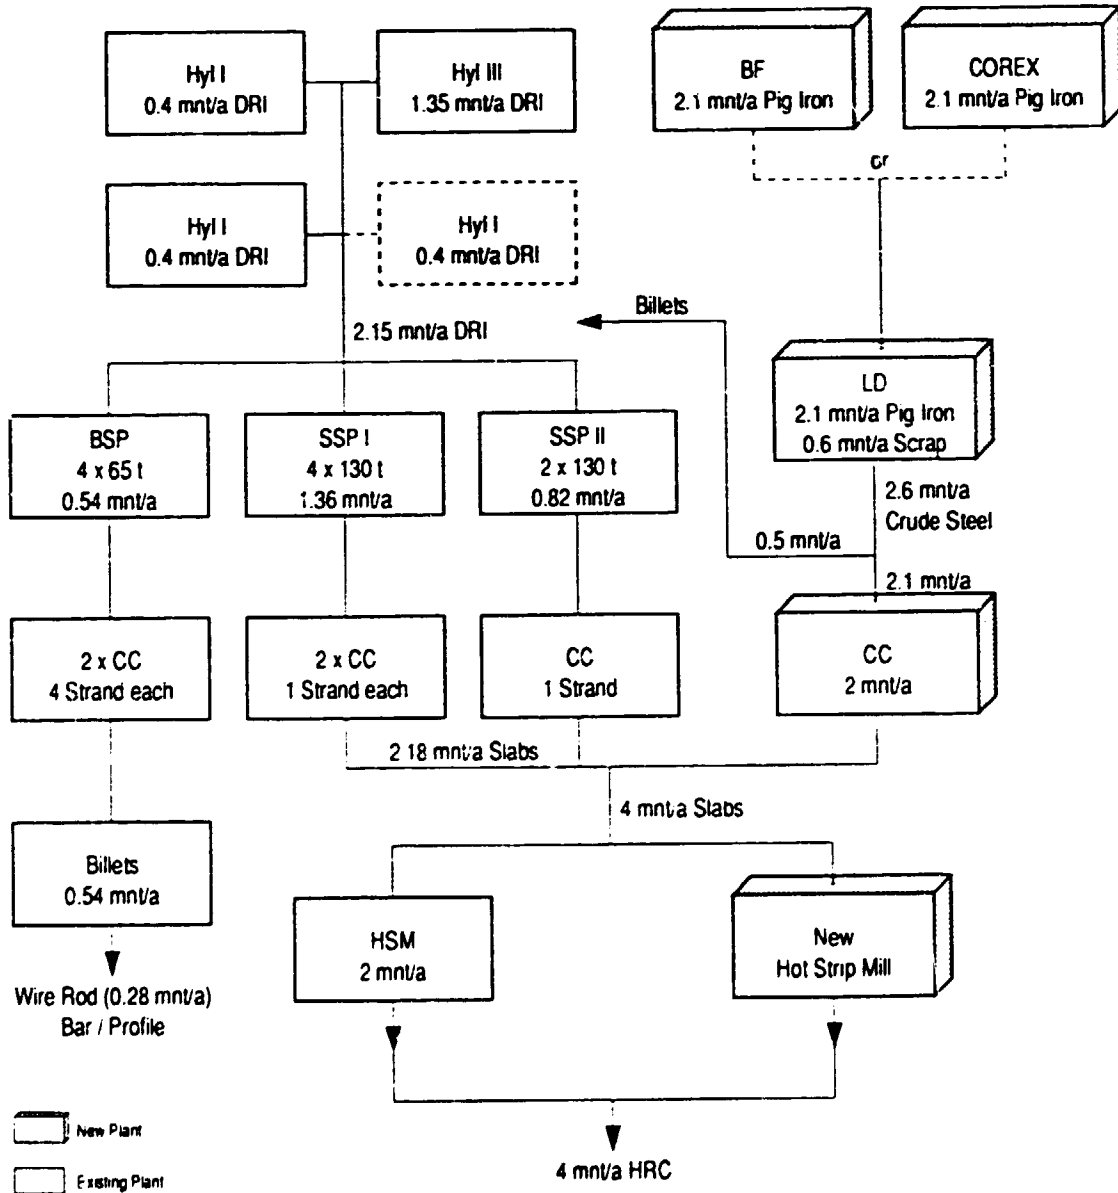 Hyl I
0.4 mnt/a DRI
Hyl III
1.35 mnt/a DRI
BF
2.1 mnt/a Pig Iron
COREX
2.1 mnt/a Pig Iron
or
Hyl I
0.4 mnt/a DRI
Hyl I
0.4 mnt/a DRI
Billets
2.15 mnt/a DRI
LD
2.1 mnt/a Pig Iron
0.6 mnt/a Scrap
BSP
4 x 65 t
0.54 mnt/a
SSP I
4 x 130 t
1.36 mnt/a
SSP II
2 x 130 t
0.82 mnt/a
2.6 mnt/a
Crude Steel
0.5 mnt/a
2.1 mnt/a
2 x CC
4 Strand each
2 x CC
1 Strand each
CC
1 Strand
CC
2 mnt/a
2.18 mnt/a Slabs
4 mnt/a Slabs
Billets
0.54 mnt/a
HSM
2 mnt/a
New
Hot Strip Mill
Wire Rod (0.28 mnt/a)
Bar / Profile
New Plant
Existing Plant
4 mnt/a HRC